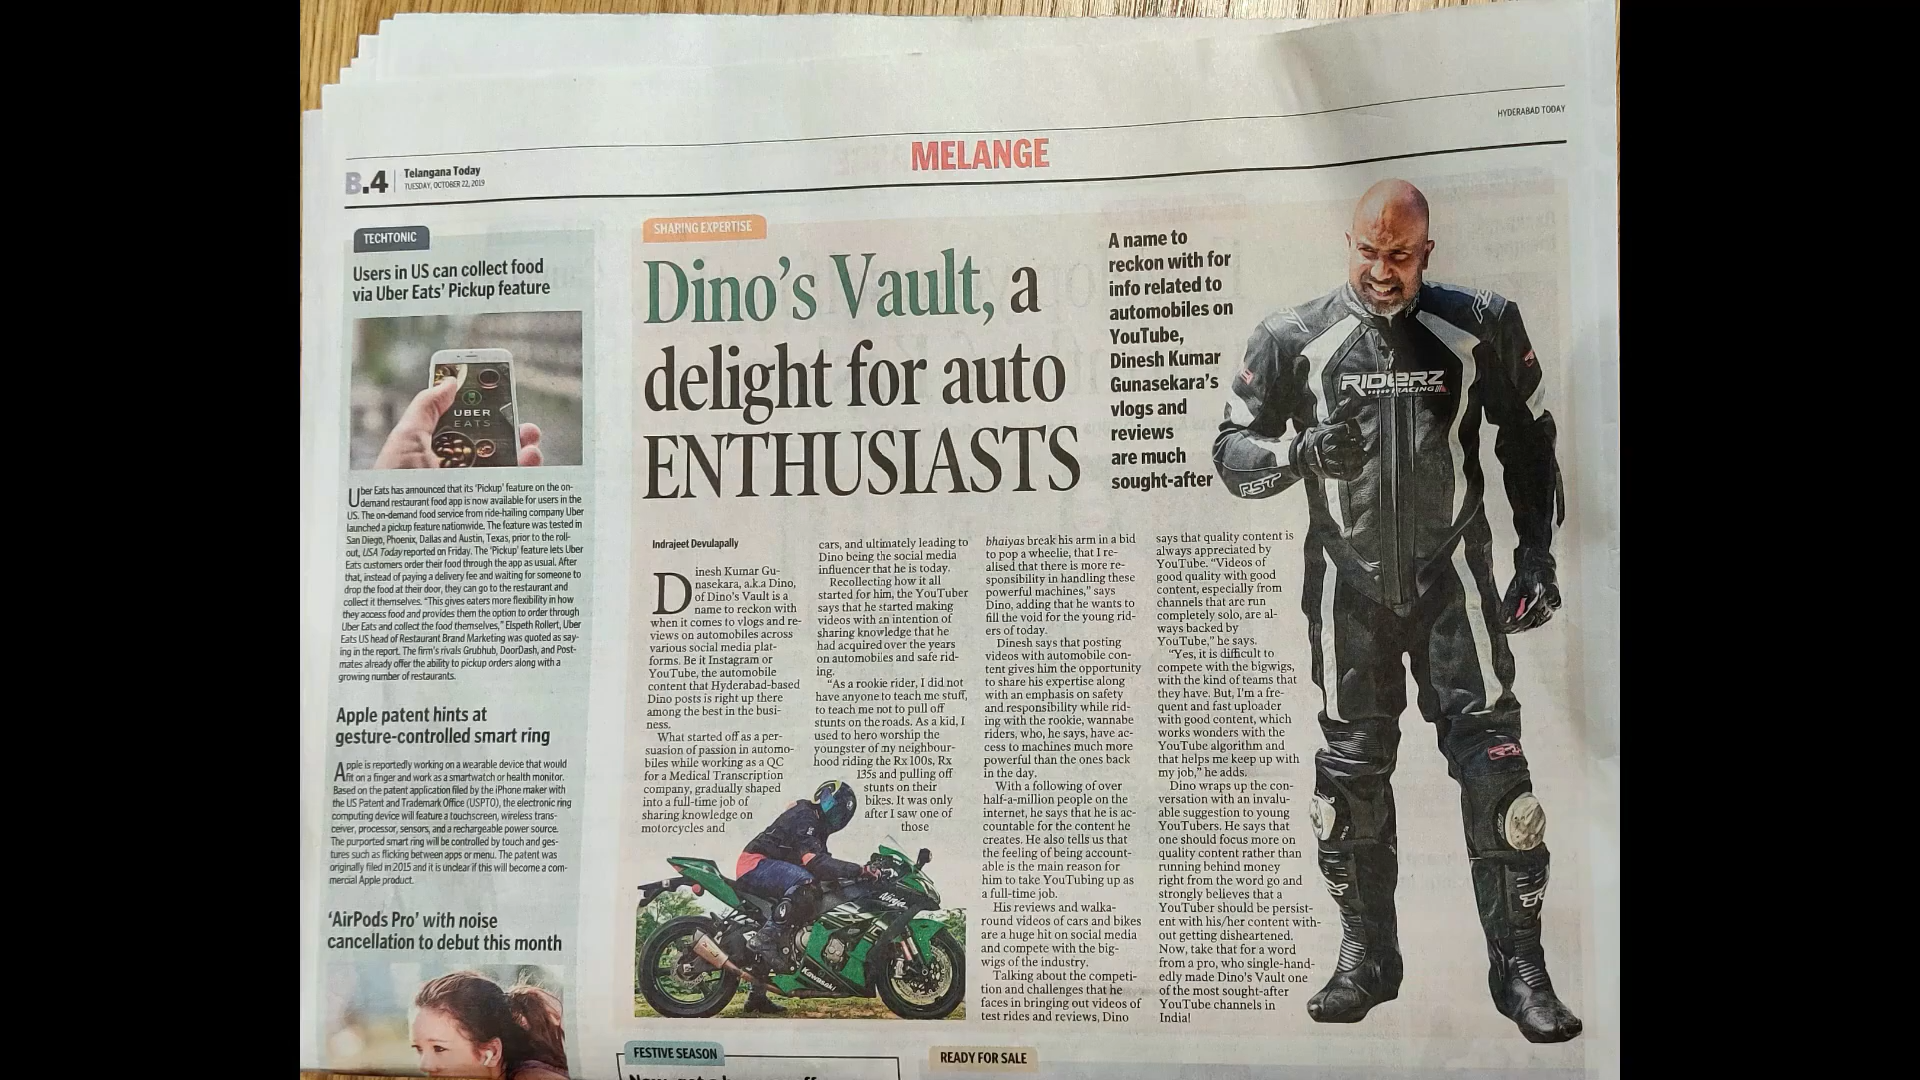 HYDERABAD TODAY
MELANGE
B.4
Telangana Today
TUESDAY, OCTOBER 22, 2019
TECHTONIC
Users in US can collect food
via Uber Eats' Pickup feature
UBER
EATS
Uber Eats has announced that its 'Pickup' feature on the on-
demand restaurant food app is now available for users in the
US. The on-demand food service from ride-hailing company Uber
launched a pickup feature nationwide. The feature was tested in
San Diego, Phoenix, Dallas and Austin, Texas, prior to the roll-
out, USA Today reported on Friday. The 'Pickup' feature lets Uber
Eats customers order their food through the app as usual. After
that, instead of paying a delivery fee and waiting for someone to
drop the food at their door, they can go to the restaurant and
collect it themselves. "This gives eaters more flexibility in how
they access food and provides them the option to order through
Uber Eats and collect the food themselves," Elspeth Rollert, Uber
Eats US head of Restaurant Brand Marketing was quoted as say-
ing in the report. The firm's rivals Grubhub, DoorDash, and Post-
mates already offer the ability to pickup orders along with a
growing number of restaurants.
Apple patent hints at
gesture-controlled smart ring
Apple is reportedly working on a wearable device that would
fit on a finger and work as a smartwatch or health monitor.
Based on the patent application filed by the iPhone maker with
the US Patent and Trademark Office (USPTO), the electronic ring
computing device will feature a touchscreen, wireless trans-
ceiver, processor, sensors, and a rechargeable power source.
The purported smart ring will be controlled by touch and ges-
tures such as flicking between apps or menu. The patent was
originally filed in 2015 and it is unclear if this will become a com-
mercial Apple product.
'AirPods Pro' with noise
cancellation to debut this month
SHARING EXPERTISE
Dino's Vault, a
delight for auto
ENTHUSIASTS
A name to
reckon with for
info related to
automobiles on
YouTube,
Dinesh Kumar
Gunasekara's
vlogs and
reviews
are much
sought-after
RIDERZ
RACING
RST
Indrajeet Devulapally
Dinesh Kumar Gu-
nasekara, a.k.a Dino,
of Dino's Vault is a
name to reckon with
when it comes to vlogs and re-
views on automobiles across
various social media plat-
forms. Be it Instagram or
YouTube, the automobile
content that Hyderabad-based
Dino posts is right up there
among the best in the busi-
ness.
What started off as a per-
suasion of passion in automo-
biles while working as a QC
for a Medical Transcription
company, gradually shaped
into a full-time job of
sharing knowledge on
motorcycles and
cars, and ultimately leading to
Dino being the social media
influencer that he is today.
Recollecting how it all
started for him, the YouTuber
says that he started making
videos with an intention of
sharing knowledge that he
had acquired over the years
on automobiles and safe rid-
ing.
"As a rookie rider, I did not
have anyone to teach me stuff,
to teach me not to pull off
stunts on the roads. As a kid, I
used to hero worship the
youngster of my neighbour-
hood riding the Rx 100s, Rx
135s and pulling off
stunts on their
bikes. It was only
after I saw one of
those
bhaiyas break his arm in a bid
to pop a wheelie, that I re-
alised that there is more re-
sponsibility in handling these
powerful machines," says
Dino, adding that he wants to
fill the void for the young rid-
ers of today.
Dinesh says that posting
videos with automobile con-
tent gives him the opportunity
to share his expertise along
with an emphasis on safety
and responsibility while rid-
ing with the rookie, wannabe
riders, who, he says, have ac-
cess to machines much more
powerful than the ones back
in the day.
With a following of over
half-a-million people on the
internet, he says that he is ac-
countable for the content he
creates. He also tells us that
the feeling of being account-
able is the main reason for
him to take YouTubing up as
a full-time job.
His reviews and walka-
round videos of cars and bikes
are a huge hit on social media
and compete with the big-
wigs of the industry.
Talking about the competi-
tion and challenges that he
faces in bringing out videos of
test rides and reviews, Dino
says that quality content is
always appreciated by
YouTube. "Videos of
good quality with good
content, especially from
channels that are run
completely solo, are al-
ways backed by
YouTube," he says.
"Yes, it is difficult to
compete with the bigwigs,
with the kind of teams that
they have. But, I'm a fre-
quent and fast uploader
with good content, which
works wonders with the
YouTube algorithm and
that helps me keep up with
my job," he adds.
Dino wraps up the con-
versation with an invalu-
able suggestion to young
YouTubers. He says that
one should focus more on
quality content rather than
running behind money
right from the word go and
strongly believes that a
YouTuber should be persist-
ent with his/her content with-
out getting disheartened.
Now, take that for a word
from a pro, who single-hand-
edly made Dino's Vault one
of the most sought-after
YouTube channels in
India!
Ninja
Kawasaki
FESTIVE SEASON
READY FOR SALE